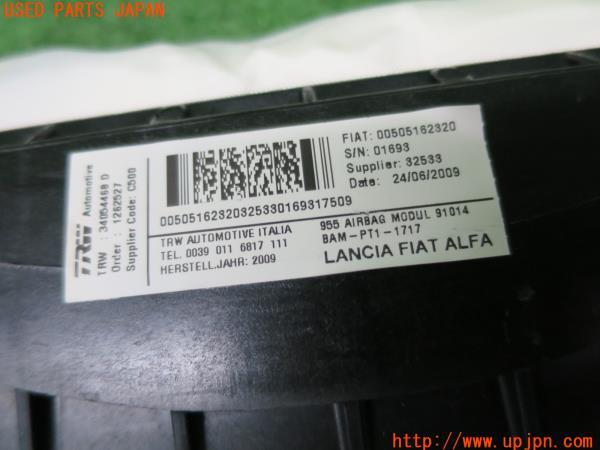 USED PARTS JAPAN
TRW Automotive
TRW : 34054468 D
Order : 1262527
Supplier Code: C500
FIAT: 00505162320
S/N: 01693
Supplier: 32533
Date: 24/06/2009
00505162320325330169317509
TRW AUTOMOTIVE ITALIA
TEL. 0039 011 6817 111
HERSTELL.JAHR: 2009
955 AIRBAG MODUL 91014
BAM-PT1-1717
LANCIA FIAT ALFA
http://www.upjpn.com/